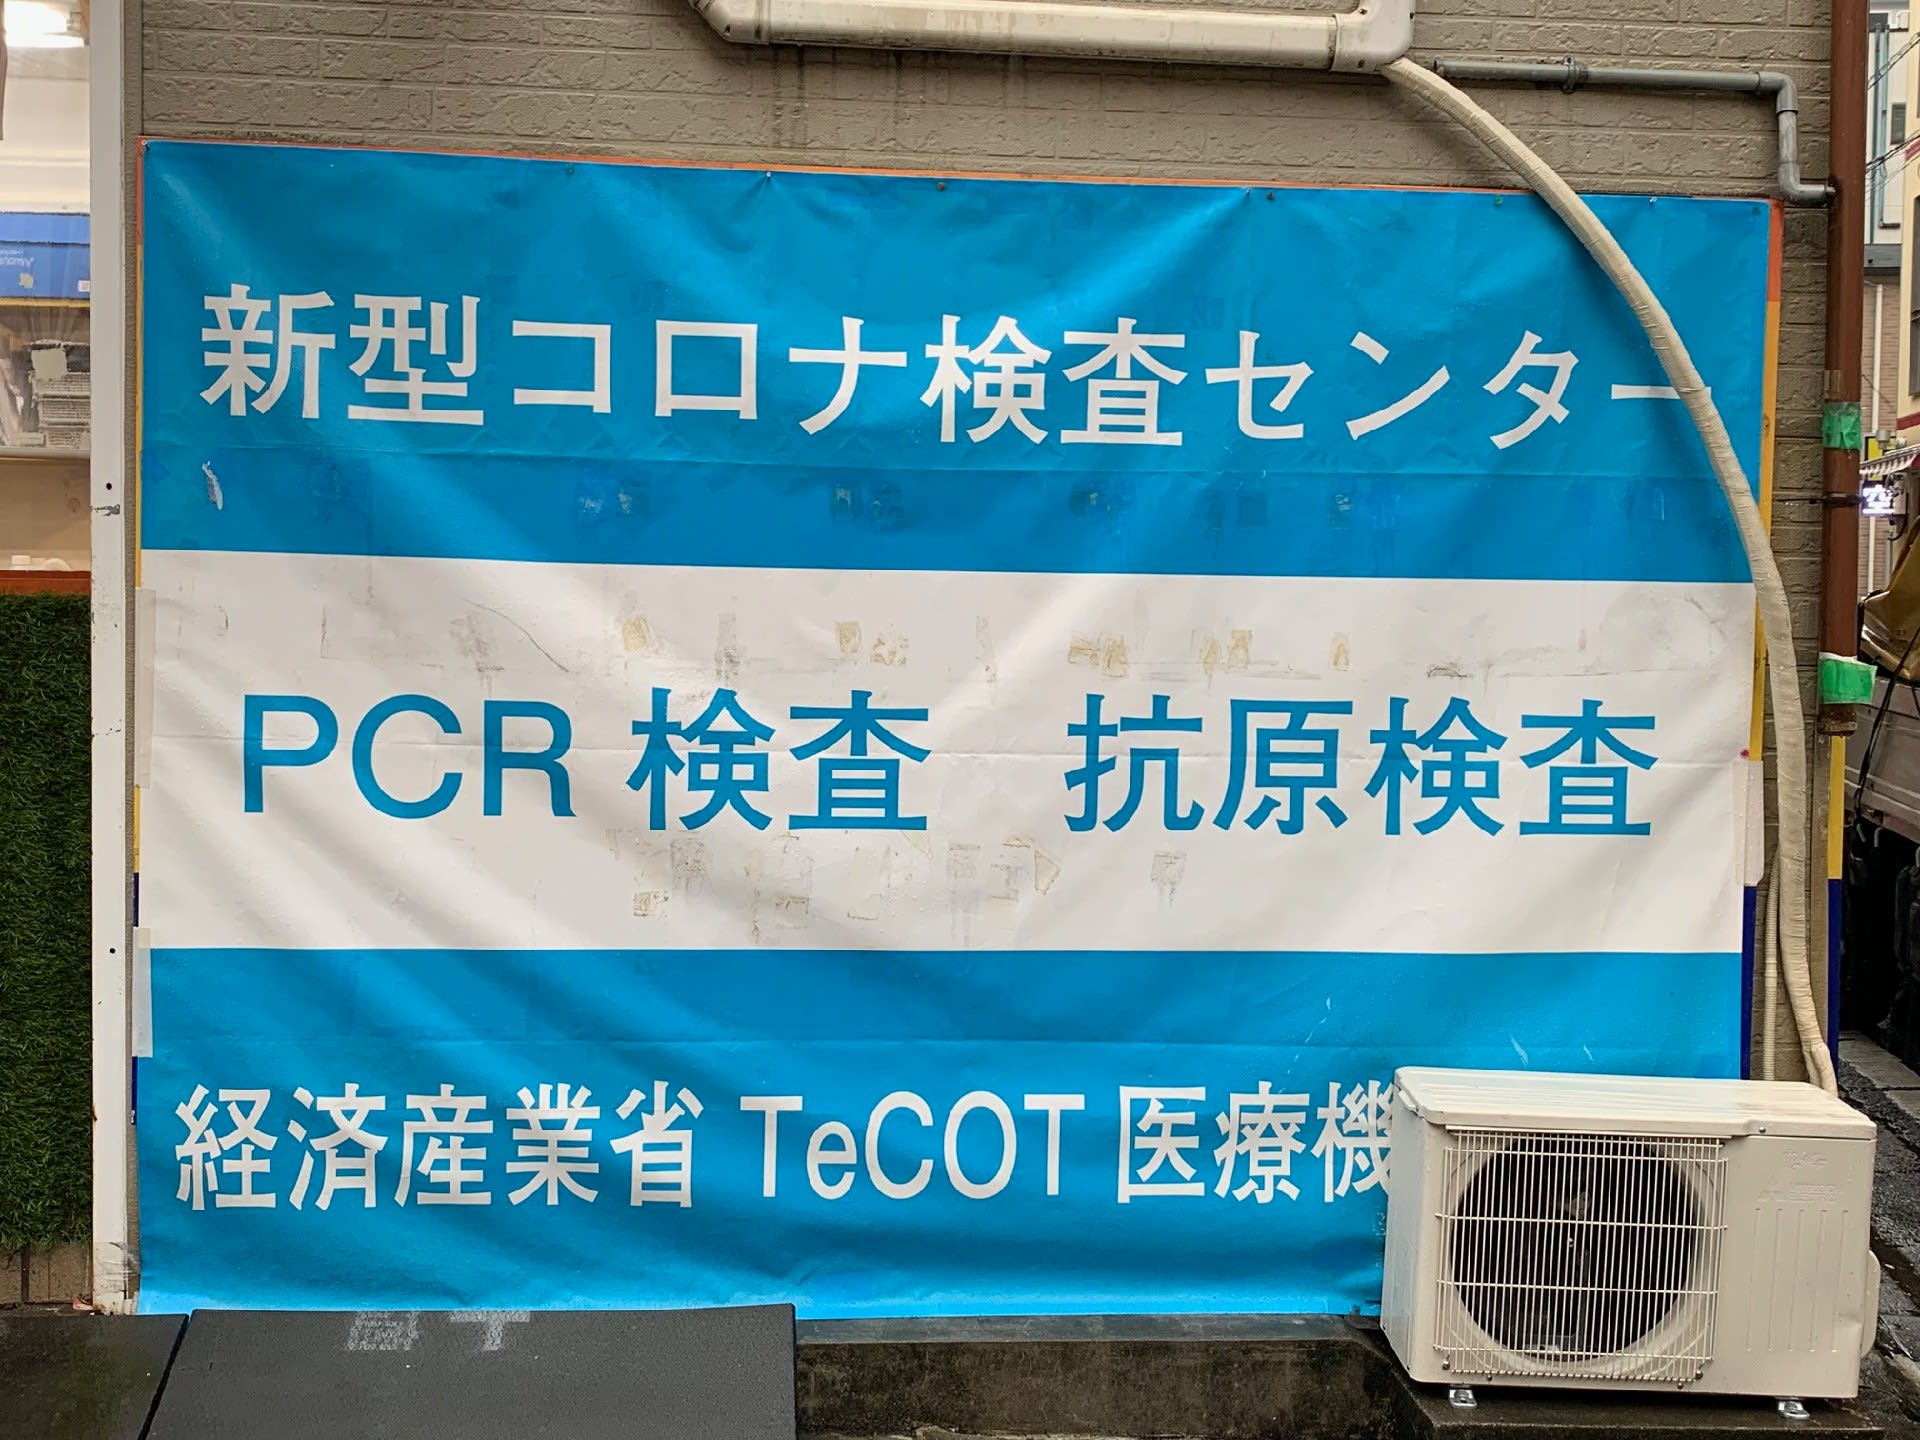 新型コロナ検査センター
PCR 検査　抗原検査
経済産業省 TeCOT 医療機